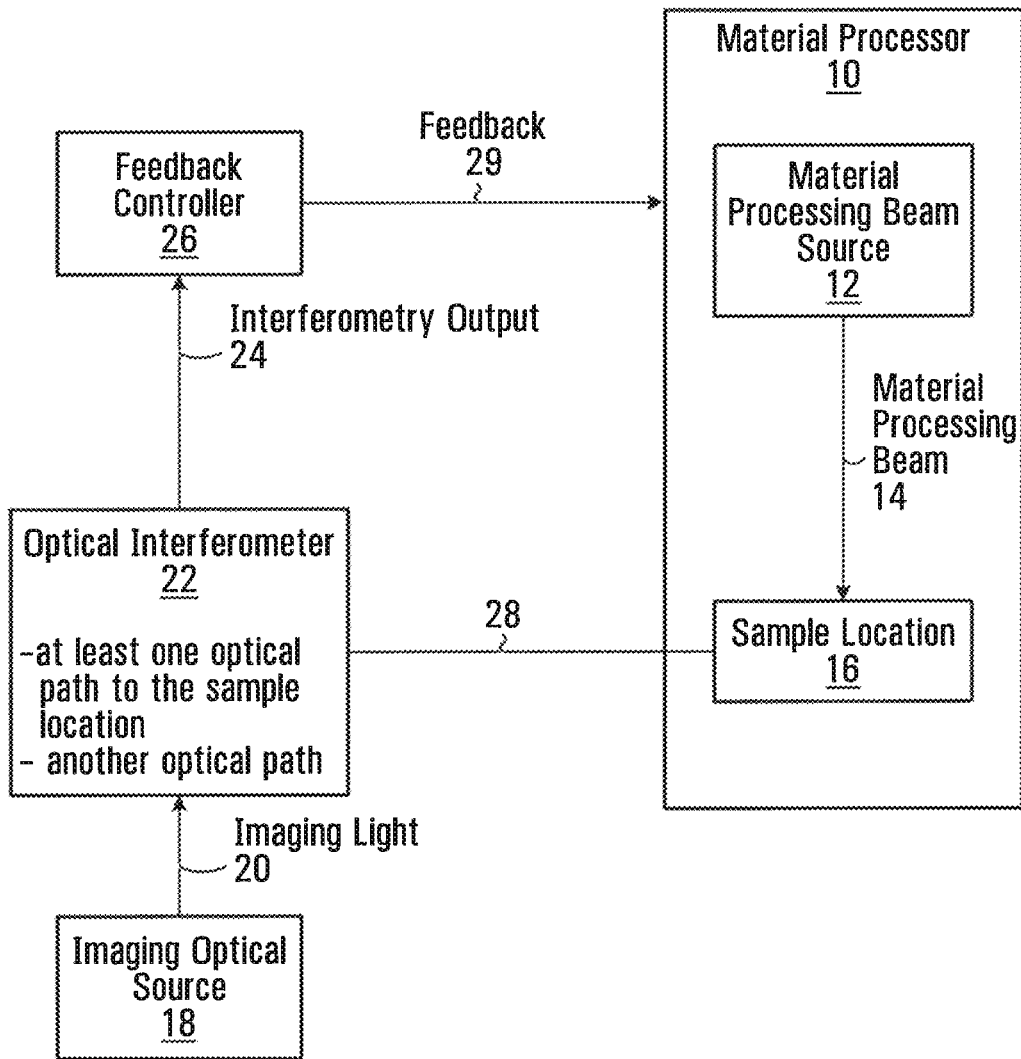 Material Processor
10
Feedback
29
Feedback
Controller
26
Material
Processing Beam
Source
12
Interferometry Output
24
Material
Processing
Beam
14
Optical Interferometer
22
-at least one optical
path to the sample
location
- another optical path
28
Sample Location
16
Imaging Light
20
Imaging Optical
Source
18